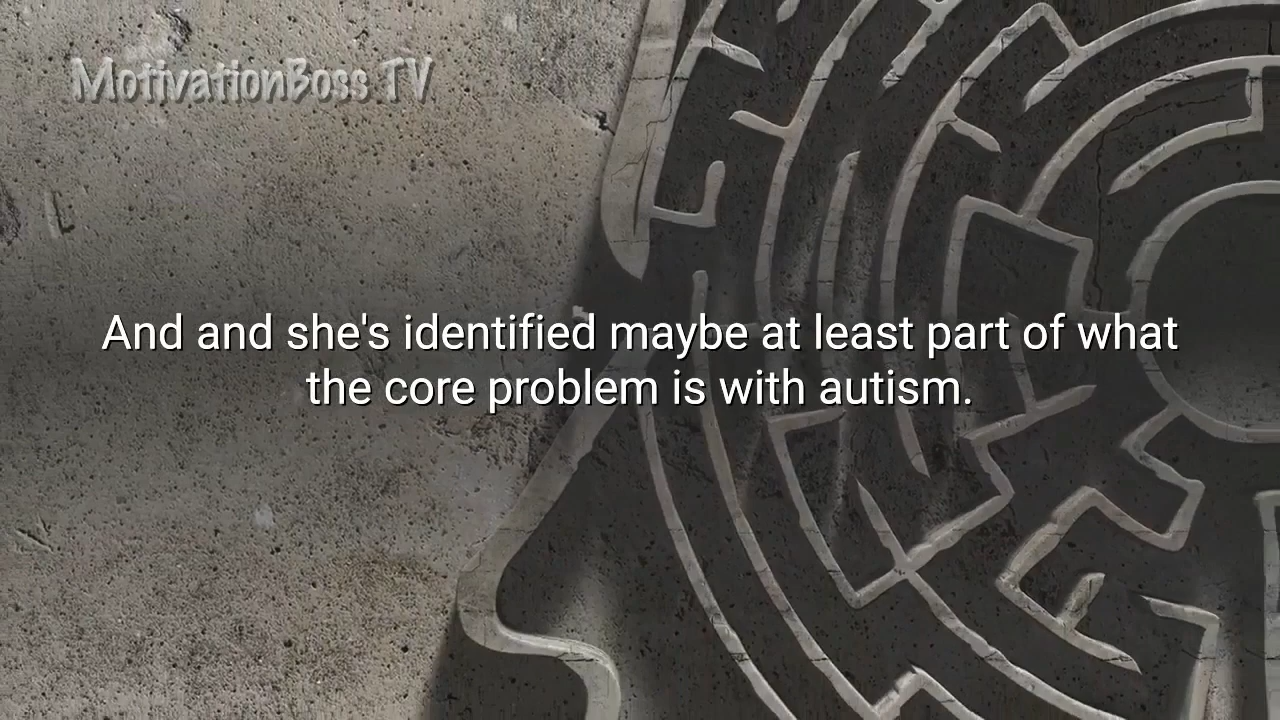 MotivationBoss TV
And and she's identified maybe at least part of what
the core problem is with autism.